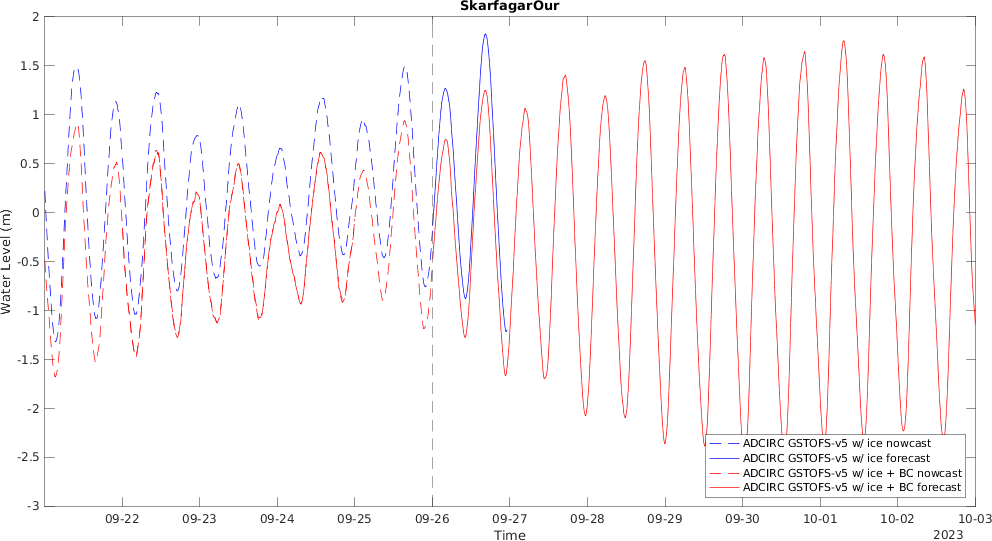 SkarfagarOur
2
1.5
1
0.5
0
-0.5
-1
-1.5
-2
-2.5
-3
Water Level (m)
ADCIRC GSTOFS-v5 w/ ice nowcast
ADCIRC GSTOFS-v5 w/ ice forecast
ADCIRC GSTOFS-v5 w/ ice + BC nowcast
ADCIRC GSTOFS-v5 w/ ice + BC forecast
09-22 09-23 09-24 09-25 09-26 09-27 09-28 09-29 09-30 10-01 10-02 10-03
Time
2023